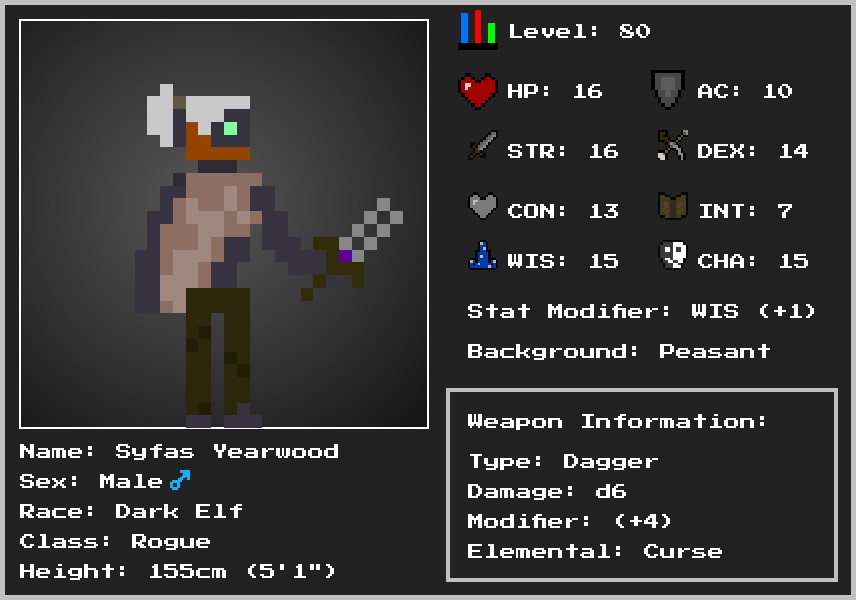 Level: 80
HP: 16
AC: 10
STR: 16
DEX: 14
CON: 13
INT: 7
WIS: 15
CHA: 15
Stat Modifier: WIS (+1)
Background: Peasant
Weapon Information:
Type: Dagger
Damage: d6
Modifier: (+4)
Elemental: Curse
Name: Syfas Yearwood
Sex: Male ♂
Race: Dark Elf
Class: Rogue
Height: 155cm (5'1")